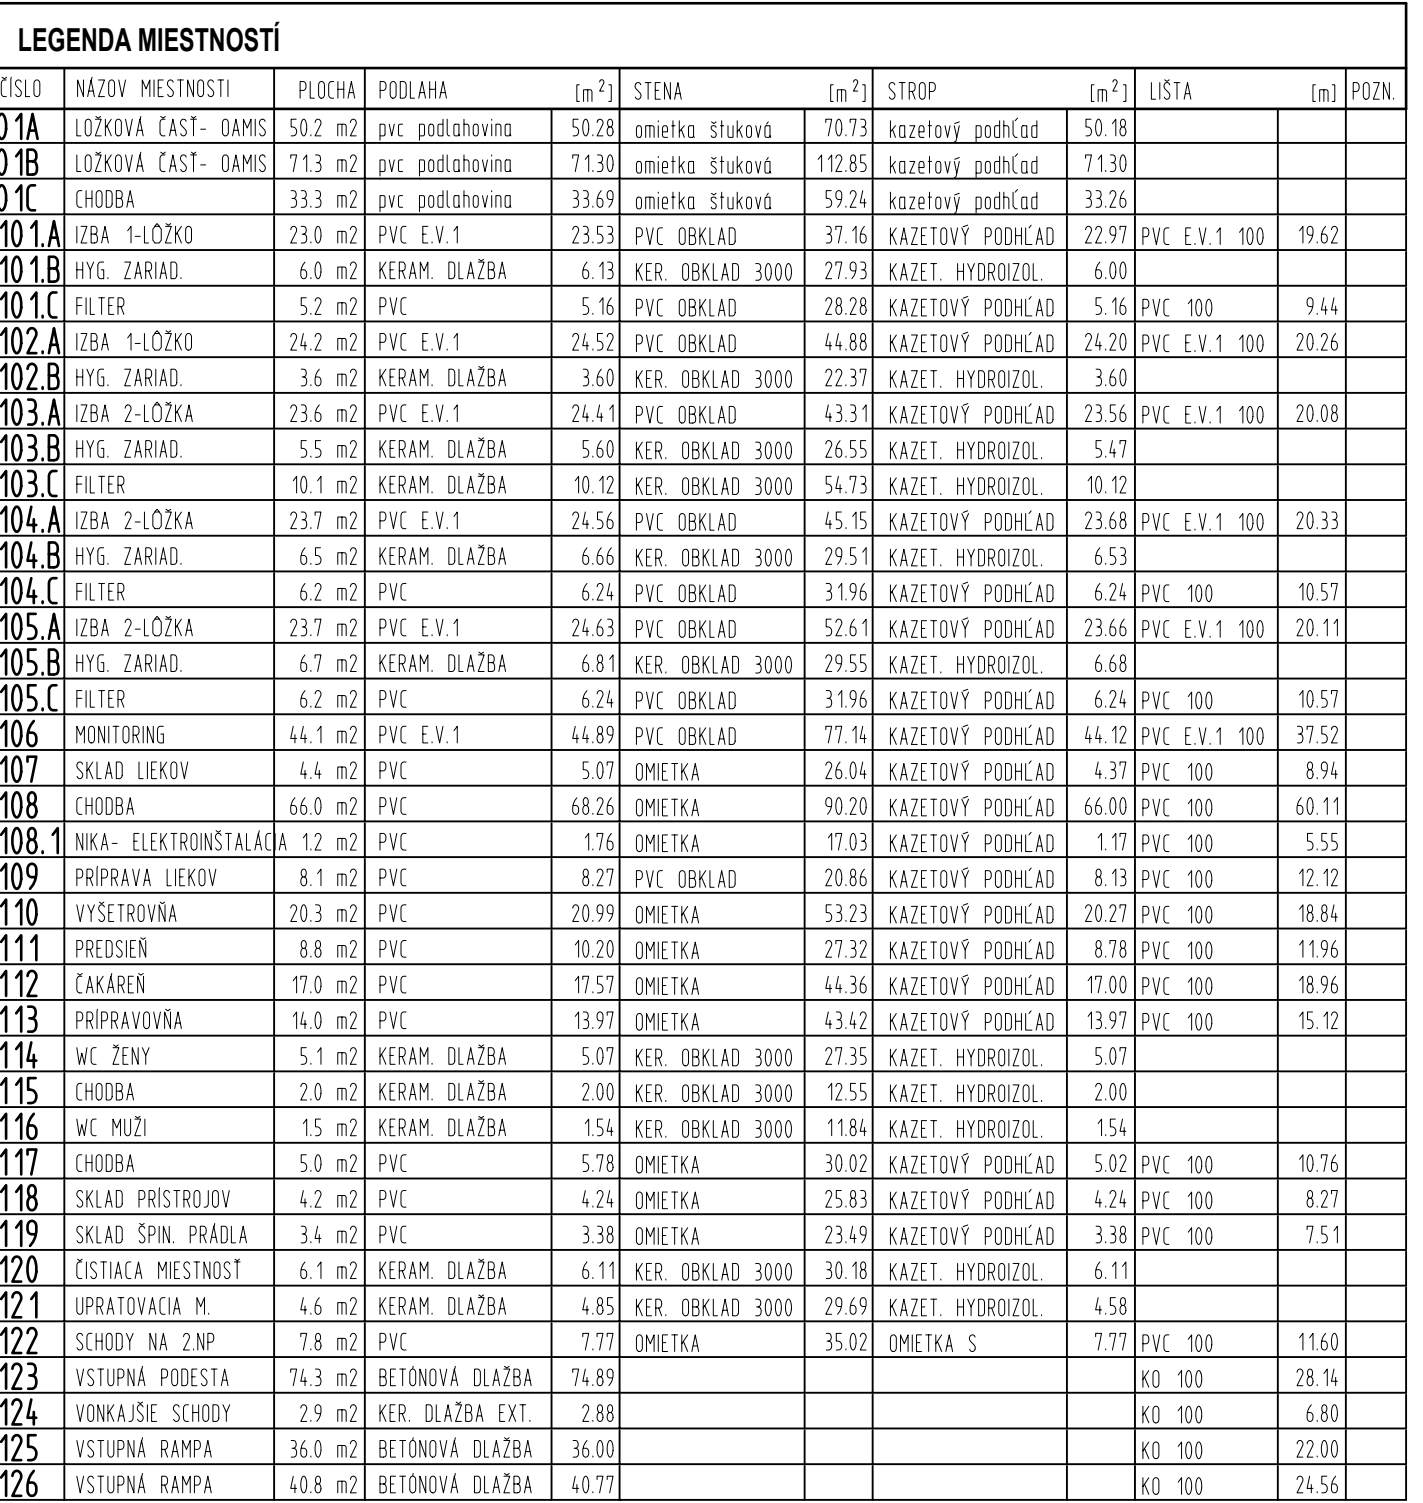 LEGENDA MIESTNOSTÍ
ČÍSLO NÁZOV MIESTNOSTI PLOCHA PODLAHA [m²] STENA [m²] STROP [m²] LIŠTA [m] POZN.
01A LOŽKOVÁ ČASŤ- OAMIS 50.2 m2 pvc podlahovina 50.28 omietka štuková 70.73 kazetový podhľad 50.18
01B LOŽKOVÁ ČASŤ- OAMIS 71.3 m2 pvc podlahovina 71.30 omietka štuková 112.85 kazetový podhľad 71.30
01C CHODBA 33.3 m2 pvc podlahovina 33.69 omietka štuková 59.24 kazetový podhľad 33.26
101.A IZBA 1-LÔŽKO 23.0 m2 PVC E.V.1 23.53 PVC OBKLAD 37.16 KAZETOVÝ PODHĽAD 22.97 PVC E.V.1 100 19.62
101.B HYG. ZARIAD. 6.0 m2 KERAM. DLAŽBA 6.13 KER. OBKLAD 3000 27.93 KAZET. HYDROIZOL. 6.00
101.C FILTER 5.2 m2 PVC 5.16 PVC OBKLAD 28.28 KAZETOVÝ PODHĽAD 5.16 PVC 100 9.44
102.A IZBA 1-LÔŽKO 24.2 m2 PVC E.V.1 24.52 PVC OBKLAD 44.88 KAZETOVÝ PODHĽAD 24.20 PVC E.V.1 100 20.26
102.B HYG. ZARIAD. 3.6 m2 KERAM. DLAŽBA 3.60 KER. OBKLAD 3000 22.37 KAZET. HYDROIZOL. 3.60
103.A IZBA 2-LÔŽKA 23.6 m2 PVC E.V.1 24.41 PVC OBKLAD 43.31 KAZETOVÝ PODHĽAD 23.56 PVC E.V.1 100 20.08
103.B HYG. ZARIAD. 5.5 m2 KERAM. DLAŽBA 5.60 KER. OBKLAD 3000 26.55 KAZET. HYDROIZOL. 5.47
103.C FILTER 10.1 m2 KERAM. DLAŽBA 10.12 KER. OBKLAD 3000 54.73 KAZET. HYDROIZOL. 10.12
104.A IZBA 2-LÔŽKA 23.7 m2 PVC E.V.1 24.56 PVC OBKLAD 45.15 KAZETOVÝ PODHĽAD 23.68 PVC E.V.1 100 20.33
104.B HYG. ZARIAD. 6.5 m2 KERAM. DLAŽBA 6.66 KER. OBKLAD 3000 29.51 KAZET. HYDROIZOL. 6.53
104.C FILTER 6.2 m2 PVC 6.24 PVC OBKLAD 31.96 KAZETOVÝ PODHĽAD 6.24 PVC 100 10.57
105.A IZBA 2-LÔŽKA 23.7 m2 PVC E.V.1 24.63 PVC OBKLAD 52.61 KAZETOVÝ PODHĽAD 23.66 PVC E.V.1 100 20.11
105.B HYG. ZARIAD. 6.7 m2 KERAM. DLAŽBA 6.81 KER. OBKLAD 3000 29.55 KAZET. HYDROIZOL. 6.68
105.C FILTER 6.2 m2 PVC 6.24 PVC OBKLAD 31.96 KAZETOVÝ PODHĽAD 6.24 PVC 100 10.57
106 MONITORING 44.1 m2 PVC E.V.1 44.89 PVC OBKLAD 77.14 KAZETOVÝ PODHĽAD 44.12 PVC E.V.1 100 37.52
107 SKLAD LIEKOV 4.4 m2 PVC 5.07 OMIETKA 26.04 KAZETOVÝ PODHĽAD 4.37 PVC 100 8.94
108 CHODBA 66.0 m2 PVC 68.26 OMIETKA 90.20 KAZETOVÝ PODHĽAD 66.00 PVC 100 60.11
108.1 NIKA- ELEKTROINŠTALÁCIA 1.2 m2 PVC 1.76 OMIETKA 17.03 KAZETOVÝ PODHĽAD 1.17 PVC 100 5.55
109 PRÍPRAVA LIEKOV 8.1 m2 PVC 8.27 PVC OBKLAD 20.86 KAZETOVÝ PODHĽAD 8.13 PVC 100 12.12
110 VYŠETROVŇA 20.3 m2 PVC 20.99 OMIETKA 53.23 KAZETOVÝ PODHĽAD 20.27 PVC 100 18.84
111 PREDSIEŇ 8.8 m2 PVC 10.20 OMIETKA 27.32 KAZETOVÝ PODHĽAD 8.78 PVC 100 11.96
112 ČAKÁREŇ 17.0 m2 PVC 17.57 OMIETKA 44.36 KAZETOVÝ PODHĽAD 17.00 PVC 100 18.96
113 PRÍPRAVOVŇA 14.0 m2 PVC 13.97 OMIETKA 43.42 KAZETOVÝ PODHĽAD 13.97 PVC 100 15.12
114 WC ŽENY 5.1 m2 KERAM. DLAŽBA 5.07 KER. OBKLAD 3000 27.35 KAZET. HYDROIZOL. 5.07
115 CHODBA 2.0 m2 KERAM. DLAŽBA 2.00 KER. OBKLAD 3000 12.55 KAZET. HYDROIZOL. 2.00
116 WC MUŽI 1.5 m2 KERAM. DLAŽBA 1.54 KER. OBKLAD 3000 11.84 KAZET. HYDROIZOL. 1.54
117 CHODBA 5.0 m2 PVC 5.78 OMIETKA 30.02 KAZETOVÝ PODHĽAD 5.02 PVC 100 10.76
118 SKLAD PRÍSTROJOV 4.2 m2 PVC 4.24 OMIETKA 25.83 KAZETOVÝ PODHĽAD 4.24 PVC 100 8.27
119 SKLAD ŠPIN. PRÁDLA 3.4 m2 PVC 3.38 OMIETKA 23.49 KAZETOVÝ PODHĽAD 3.38 PVC 100 7.51
120 ČISTIACA MIESTNOSŤ 6.1 m2 KERAM. DLAŽBA 6.11 KER. OBKLAD 3000 30.18 KAZET. HYDROIZOL. 6.11
121 UPRATOVACIA M. 4.6 m2 KERAM. DLAŽBA 4.85 KER. OBKLAD 3000 29.69 KAZET. HYDROIZOL. 4.58
122 SCHODY NA 2.NP 7.8 m2 PVC 7.77 OMIETKA 35.02 OMIETKA S 7.77 PVC 100 11.60
123 VSTUPNÁ PODESTA 74.3 m2 BETÓNOVÁ DLAŽBA 74.89 KO 100 28.14
124 VONKAJŠIE SCHODY 2.9 m2 KER. DLAŽBA EXT. 2.88 KO 100 6.80
125 VSTUPNÁ RAMPA 36.0 m2 BETÓNOVÁ DLAŽBA 36.00 KO 100 22.00
126 VSTUPNÁ RAMPA 40.8 m2 BETÓNOVÁ DLAŽBA 40.77 KO 100 24.56